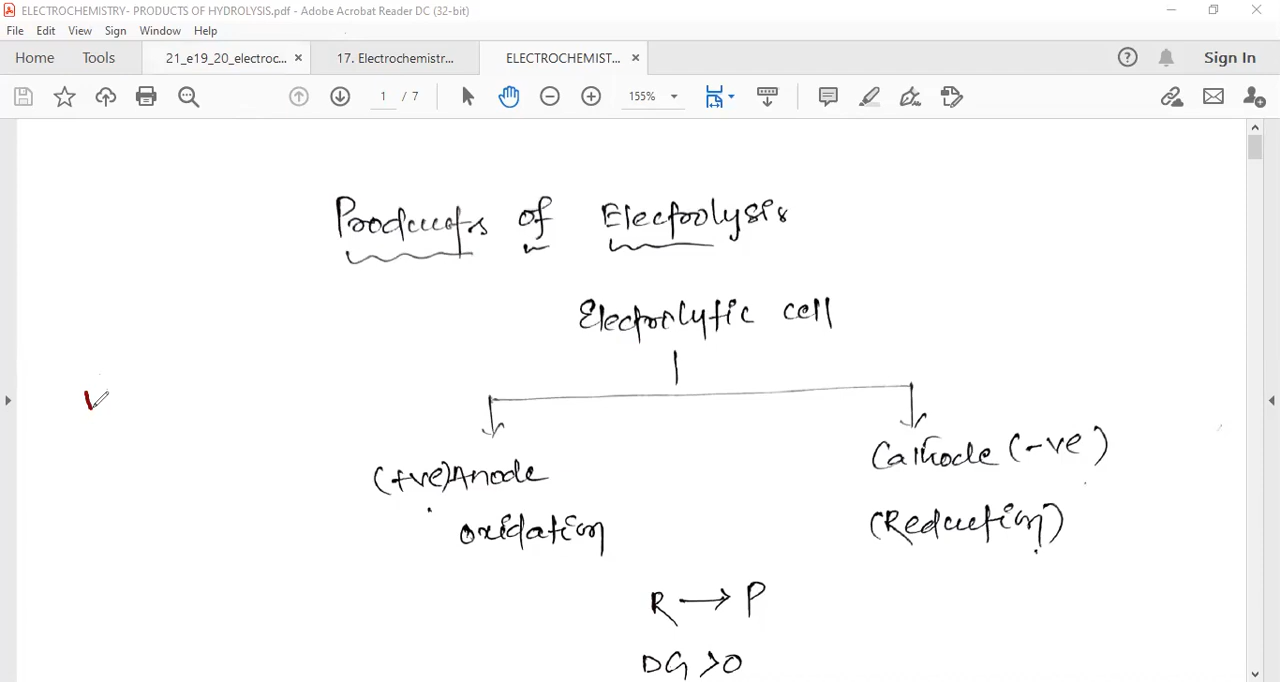 ELECTROCHEMISTRY- PRODUCTS OF HYDROLYSIS.pdf - Adobe Acrobat Reader DC (32-bit)
File Edit View Sign Window Help
Home Tools 21_e19_20_electroc... × 17. Electrochemistr... ELECTROCHEMIST... × Sign In
1 / 7 155%
Products of Electrolysis
Electrolytic cell
(+ve)Anode
oxidation
Cathode (-ve)
(Reduction)
R → P
DG >0